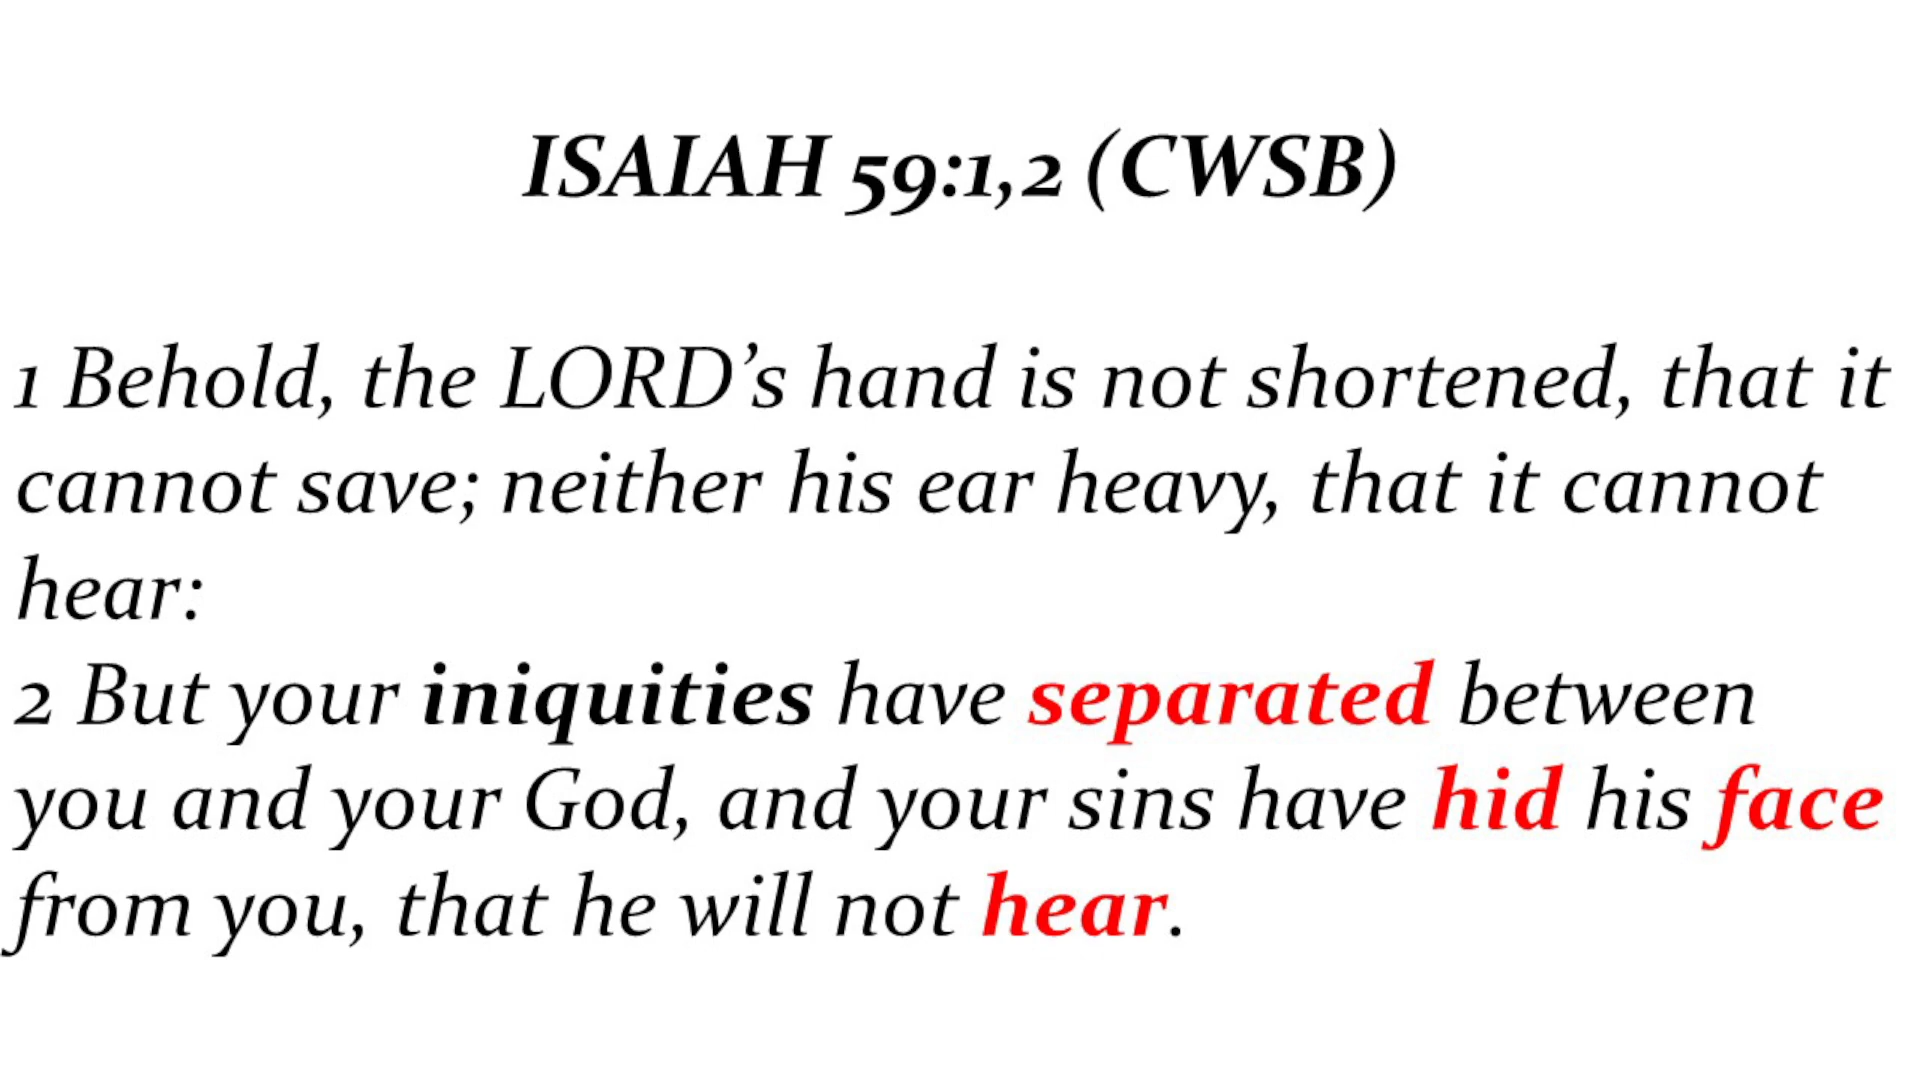 ISAIAH 59:1,2 (CWSB)
1 Behold, the LORD’s hand is not shortened, that it
cannot save; neither his ear heavy, that it cannot
hear:
2 But your iniquities have separated between
you and your God, and your sins have hid his face
from you, that he will not hear.